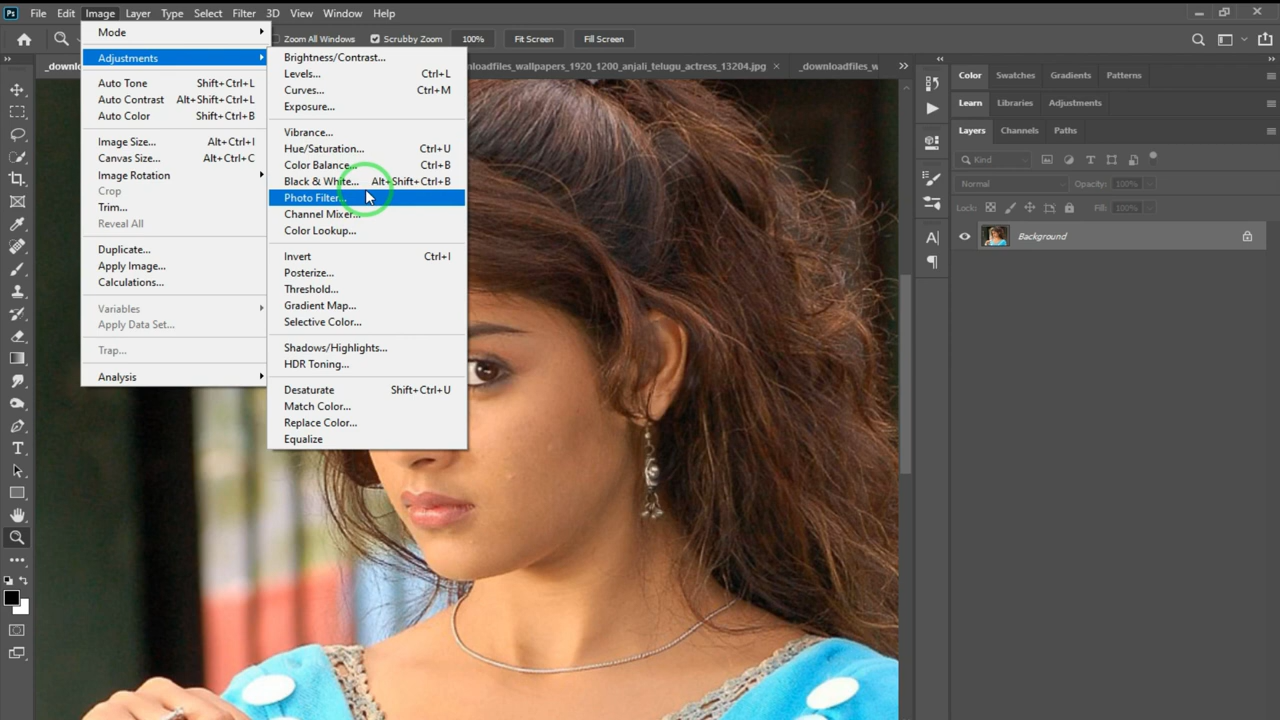 Ps File Edit Image Layer Type Select Filter 3D View Window Help
Zoom All Windows Scrubby Zoom 100% Fit Screen Fill Screen
_downlo
nloadfiles_wallpapers_1920_1200_anjali_telugu_actress_13204.jpg × _downloadfiles_w
Mode
Adjustments
Auto Tone Shift+Ctrl+L
Auto Contrast Alt+Shift+Ctrl+L
Auto Color Shift+Ctrl+B
Image Size... Alt+Ctrl+I
Canvas Size... Alt+Ctrl+C
Image Rotation
Crop
Trim...
Reveal All
Duplicate...
Apply Image...
Calculations...
Variables
Apply Data Set...
Trap...
Analysis
Brightness/Contrast...
Levels... Ctrl+L
Curves... Ctrl+M
Exposure...
Vibrance...
Hue/Saturation... Ctrl+U
Color Balance... Ctrl+B
Black & White... Alt+Shift+Ctrl+B
Photo Filter...
Channel Mixer...
Color Lookup...
Invert Ctrl+I
Posterize...
Threshold...
Gradient Map...
Selective Color...
Shadows/Highlights...
HDR Toning...
Desaturate Shift+Ctrl+U
Match Color...
Replace Color...
Equalize
Color Swatches Gradients Patterns
Learn Libraries Adjustments
Layers Channels Paths
Kind
Normal Opacity: 100%
Lock: Fill: 100%
Background